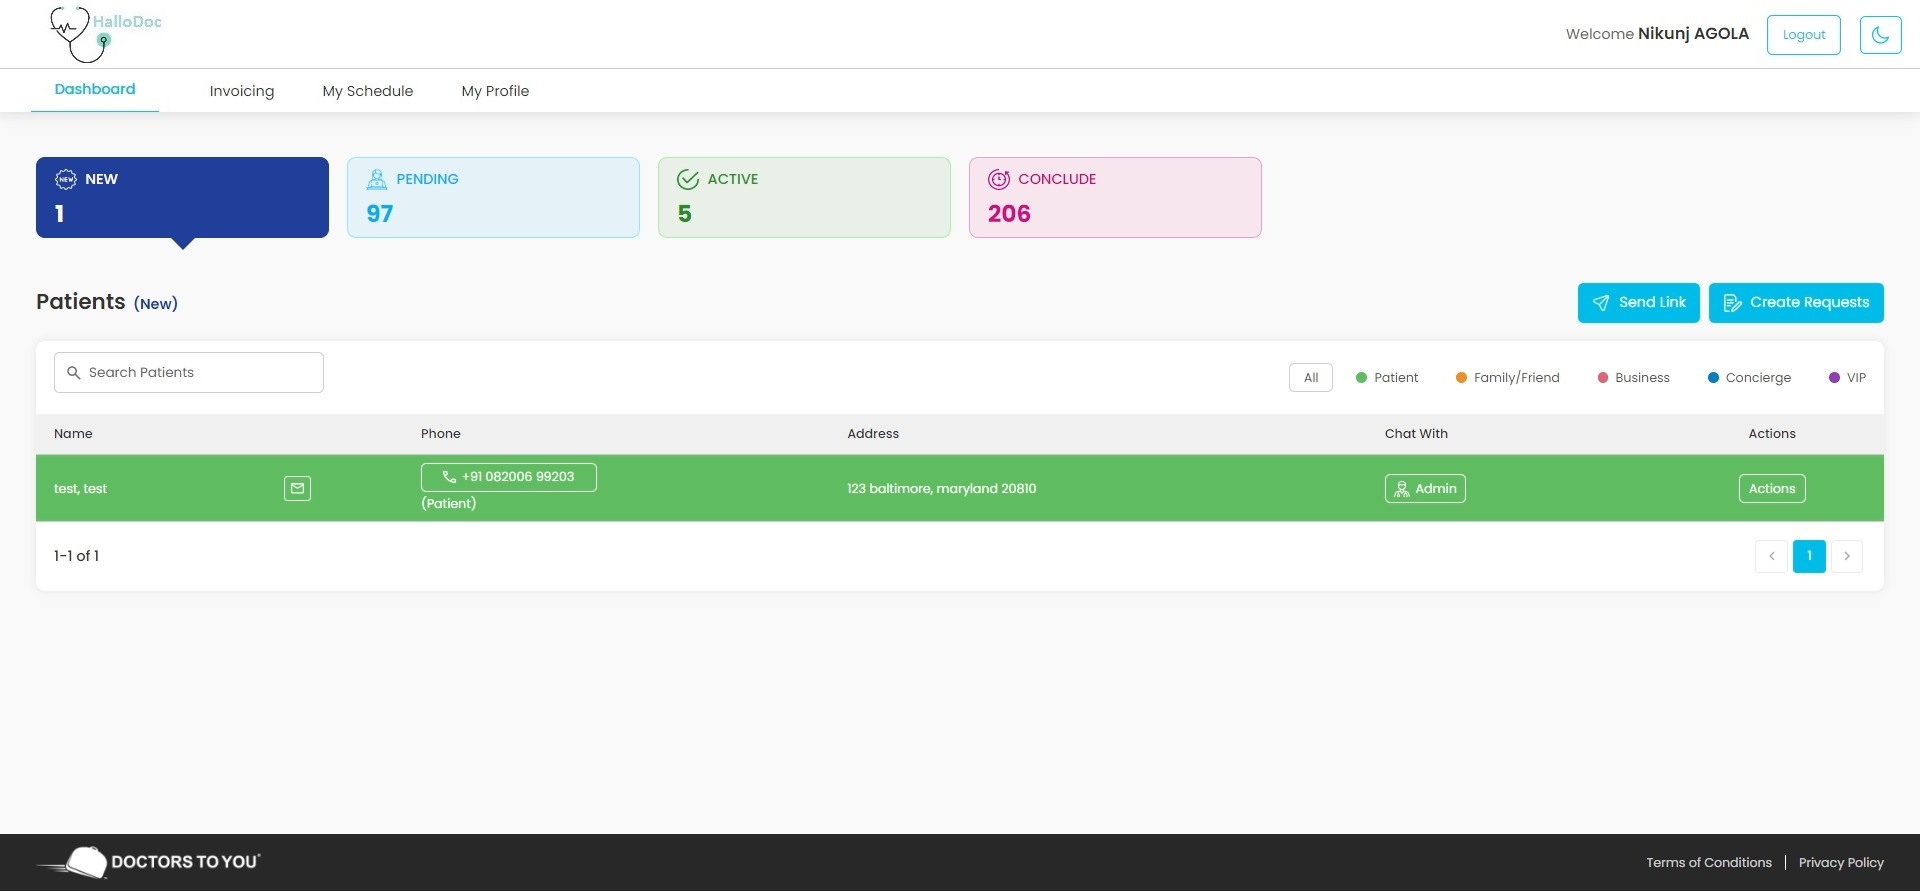 HalloDoc
Welcome Nikunj AGOLA
Logout
Dashboard
Invoicing
My Schedule
My Profile
NEW
NEW
1
PENDING
97
ACTIVE
5
CONCLUDE
206
Patients (New)
Send Link
Create Requests
Search Patients
All
Patient
Family/Friend
Business
Concierge
VIP
Name
Phone
Address
Chat With
Actions
test, test
+91 082006 99203
(Patient)
123 baltimore, maryland 20810
Admin
Actions
1-1 of 1
1
DOCTORS TO YOU
Terms of Conditions
Privacy Policy